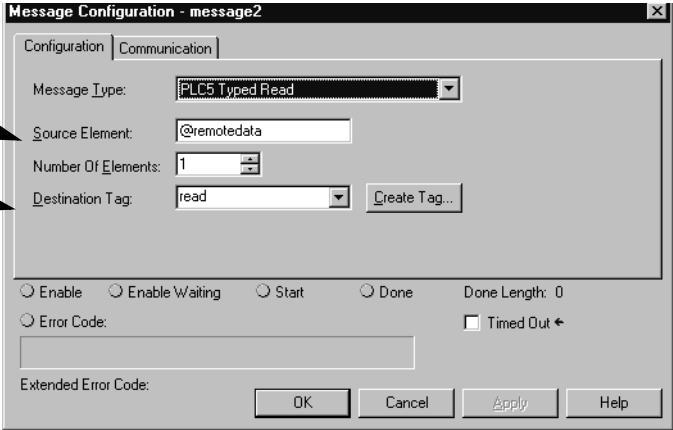 Message Configuration - message2
Configuration Communication
Message Type: PLC5 Typed Read
Source Element: @remotedata
Number Of Elements: 1
Destination Tag: read Create Tag...
Enable Enable Waiting Start Done Done Length: 0
Error Code: Timed Out ←
Extended Error Code:
OK Cancel Apply Help